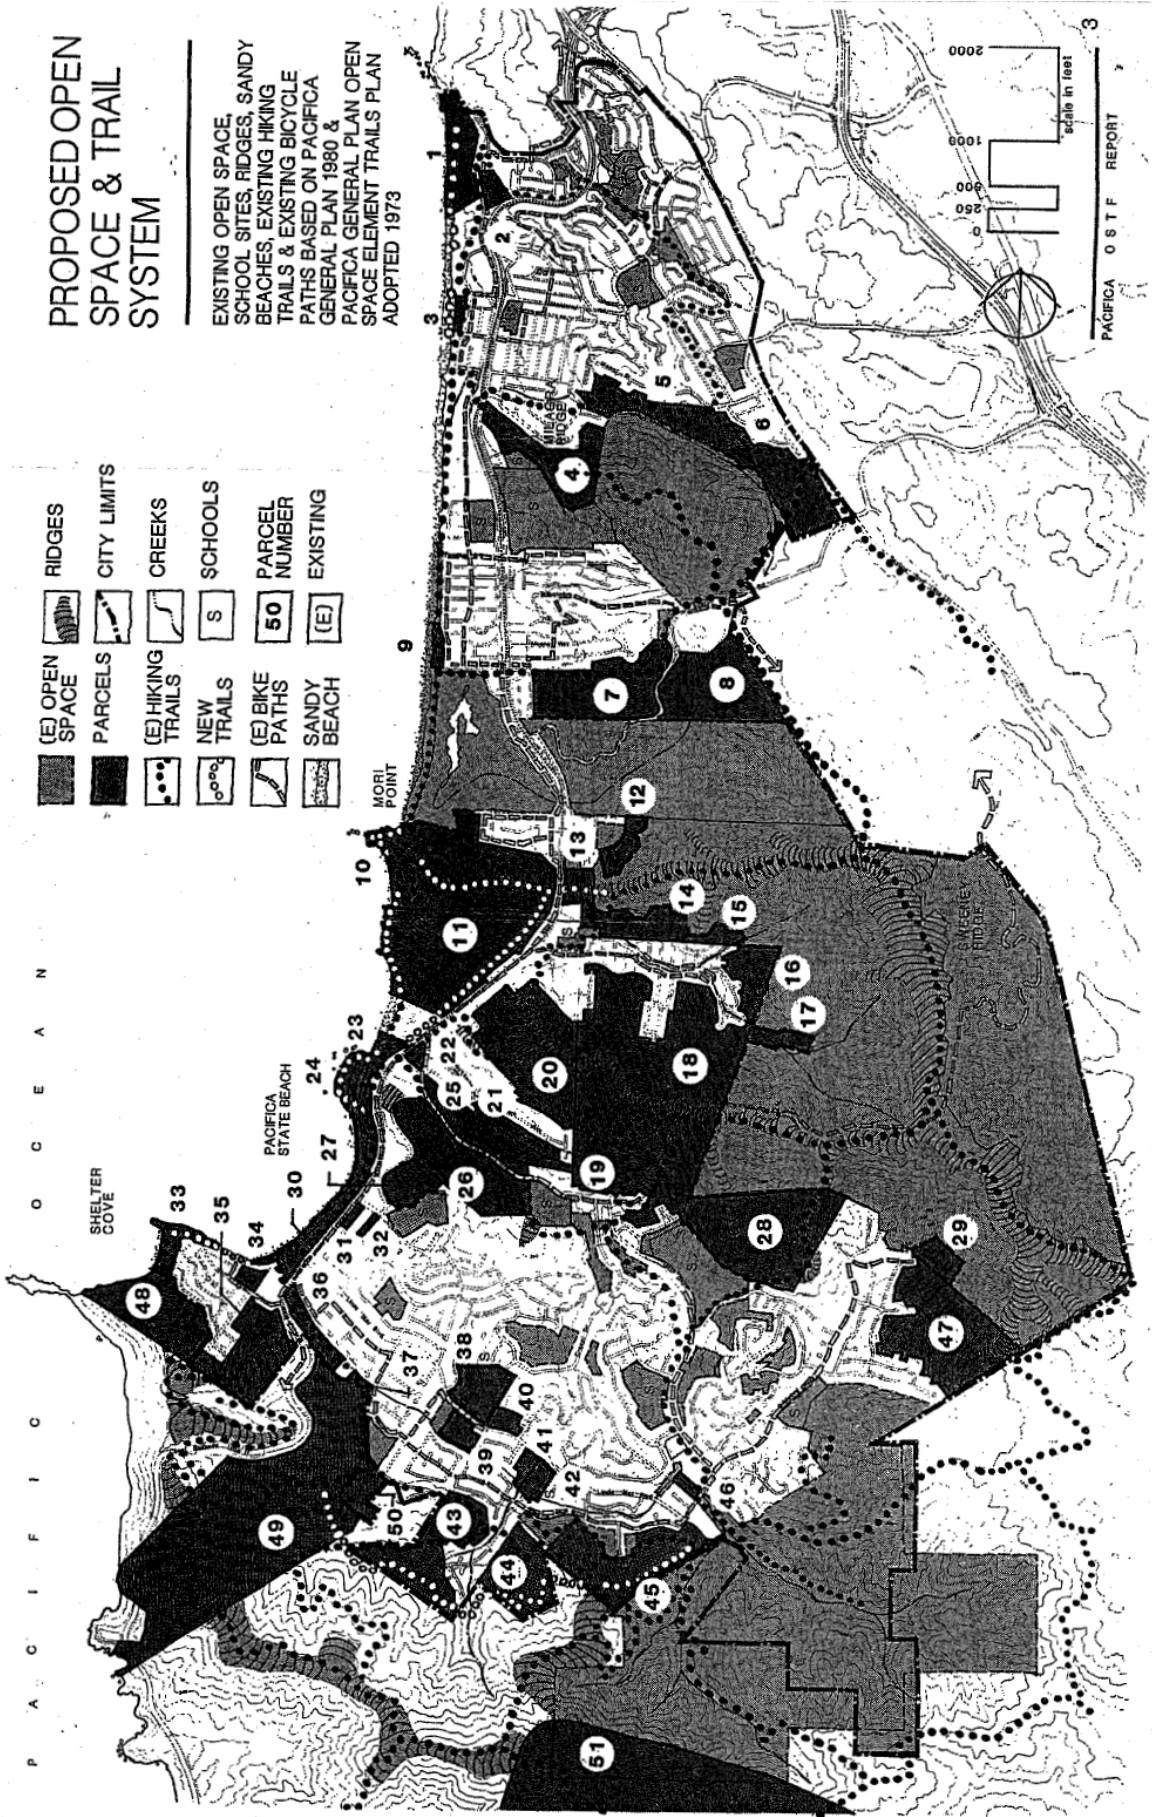 PROPOSED OPEN
SPACE & TRAIL
SYSTEM
EXISTING OPEN SPACE,
SCHOOL SITES, RIDGES, SANDY
BEACHES, EXISTING HIKING
TRAILS & EXISTING BICYCLE
PATHS BASED ON PACIFICA
GENERAL PLAN 1980 &
PACIFICA GENERAL PLAN OPEN
SPACE ELEMENT TRAILS PLAN
ADOPTED 1973
(E) OPEN
SPACE
RIDGES
PARCELS
CITY LIMITS
(E) HIKING
TRAILS
CREEKS
NEW
TRAILS
S
SCHOOLS
(E) BIKE
PATHS
50
PARCEL
NUMBER
SANDY
BEACH
(E)
EXISTING
PACIFIC OCEAN
SHELTER
COVE
PACIFICA
STATE BEACH
MORI
POINT
MILAGRA
RIDGE
SWEENEY
RIDGE
1
2
3
4
5
6
7
8
9
10
11
12
13
14
15
16
17
18
19
20
21
22
23
24
25
26
27
28
29
30
31
32
33
34
35
36
37
38
39
40
41
42
43
44
45
46
47
48
49
50
51
0
250
500
1000
2000
scale in feet
PACIFICA OSTF REPORT
3